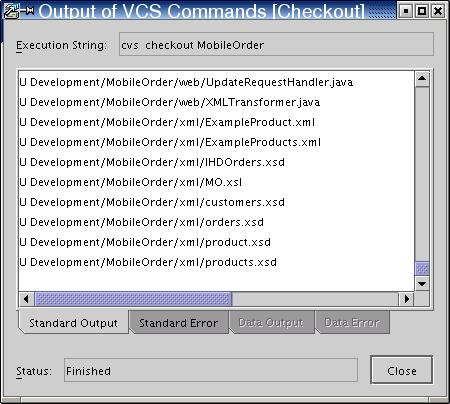 Output of VCS Commands [Checkout]
Execution String: cvs checkout MobileOrder
U Development/MobileOrder/web/UpdateRequestHandler.java
U Development/MobileOrder/web/XMLTransformer.java
U Development/MobileOrder/xml/ExampleProduct.xml
U Development/MobileOrder/xml/ExampleProducts.xml
U Development/MobileOrder/xml/IHDOrders.xsd
U Development/MobileOrder/xml/MO.xsl
U Development/MobileOrder/xml/customers.xsd
U Development/MobileOrder/xml/orders.xsd
U Development/MobileOrder/xml/product.xsd
U Development/MobileOrder/xml/products.xsd
Standard Output Standard Error Data Output Data Error
Status: Finished Close